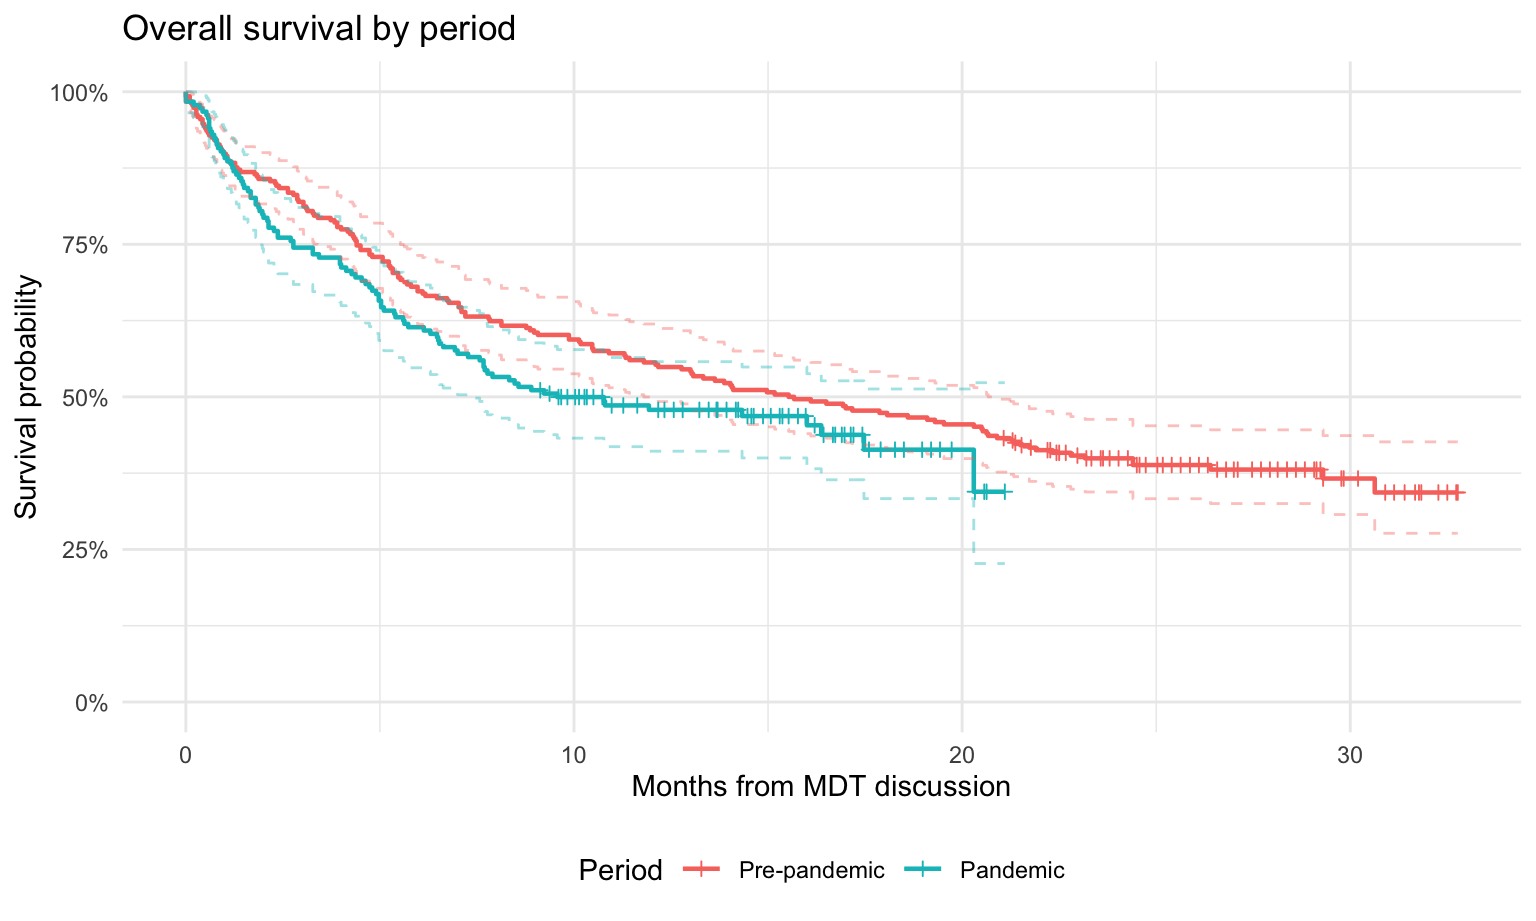 Overall survival by period
Survival probability
100%
75%
50%
25%
0%
0 10 20 30
Months from MDT discussion
Period Pre-pandemic Pandemic